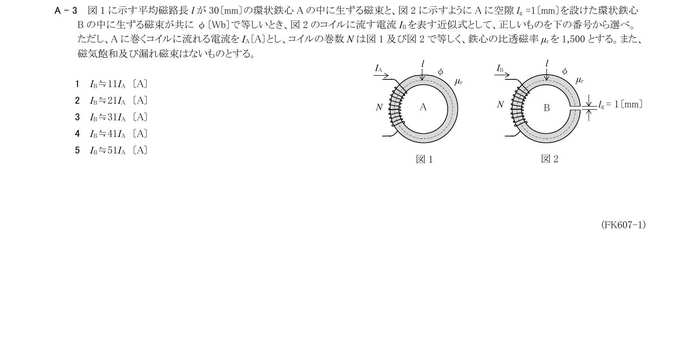 A－3　図１に示す平均磁路長 l が 30〔mm〕の環状鉄心 A の中に生ずる磁束と、図２に示すように A に空隙 lg =1〔mm〕を設けた環状鉄心
B の中に生ずる磁束が共に φ〔Wb〕で等しいとき、図２のコイルに流す電流 IB を表す近似式として、正しいものを下の番号から選べ。
ただし、A に巻くコイルに流れる電流を IA〔A〕とし、コイルの巻数 N は図１及び図２で等しく、鉄心の比透磁率 μr を 1,500 とする。また、
磁気飽和及び漏れ磁束はないものとする。
1　IB≒11IA〔A〕
2　IB≒21IA〔A〕
3　IB≒31IA〔A〕
4　IB≒41IA〔A〕
5　IB≒51IA〔A〕
IA l φ μr
N A
図１
IB l φ μr
N B lg = 1〔mm〕
図２
(FK607-1)